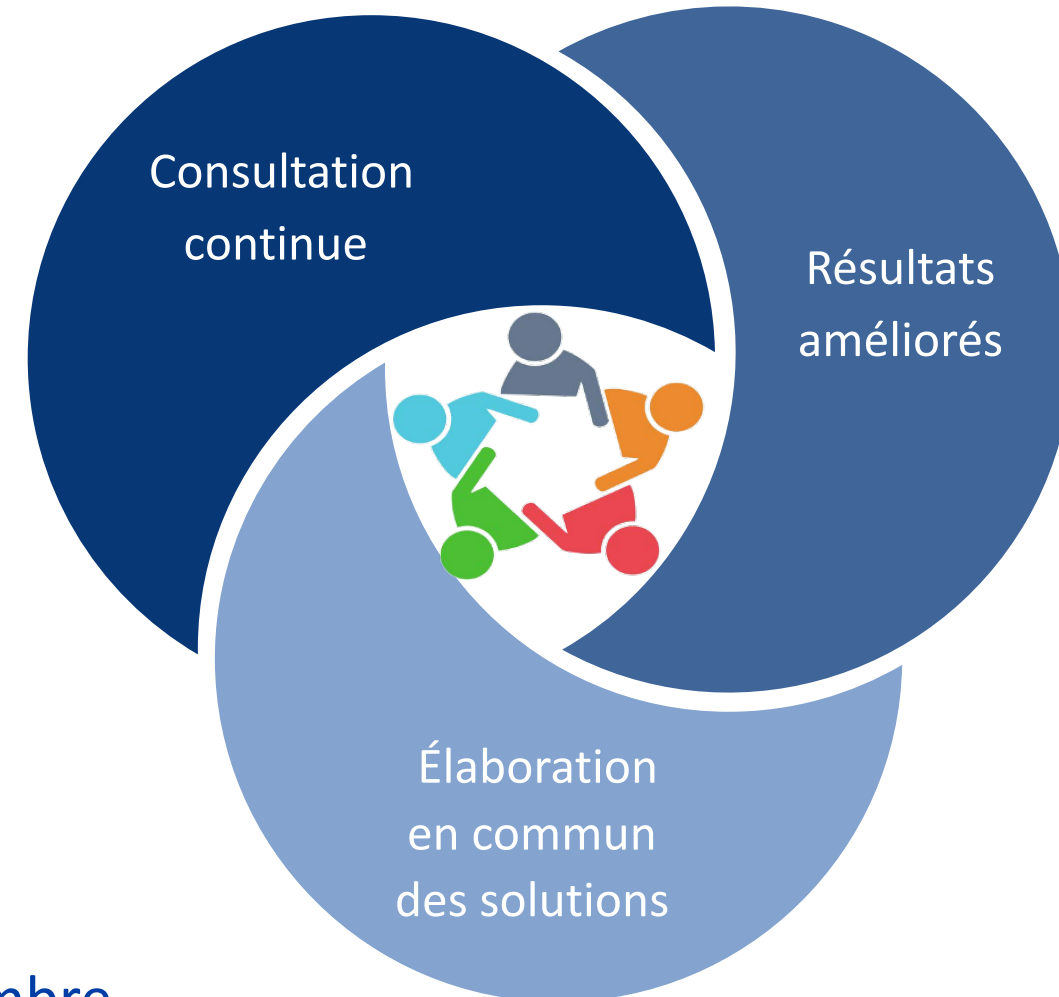 Consultation
continue
Résultats
améliorés
Élaboration
en commun
des solutions